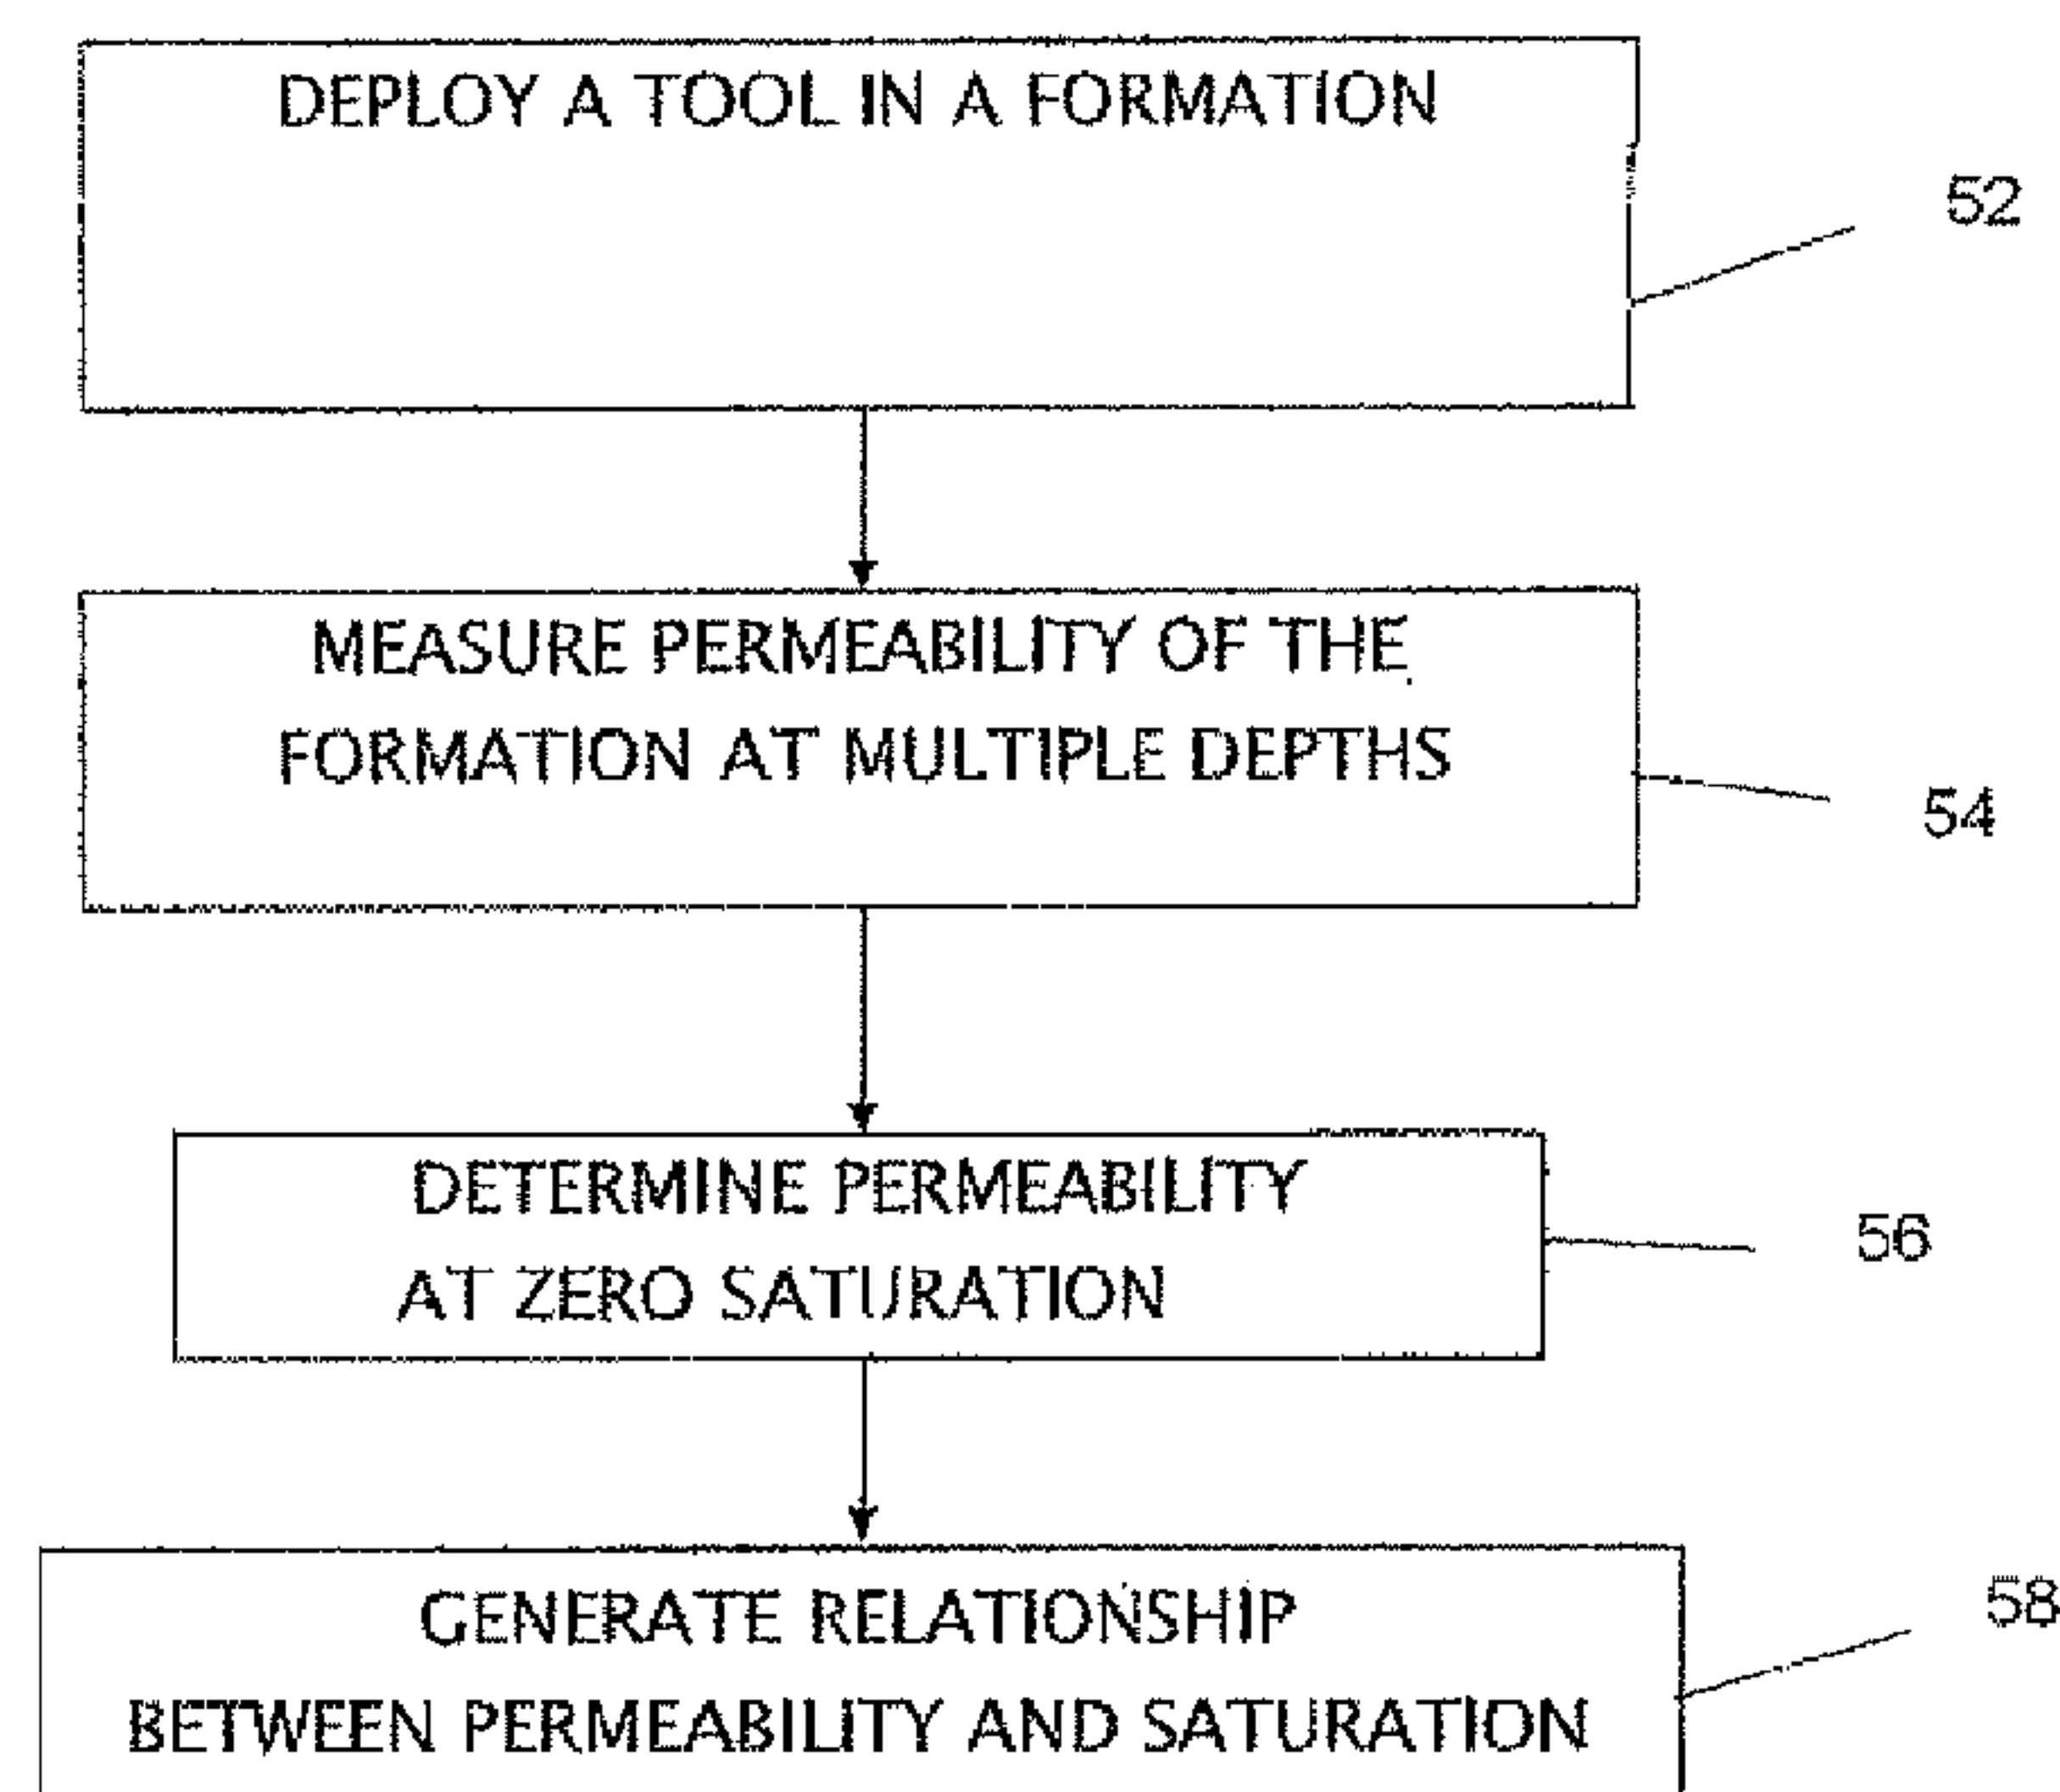 DEPLOY A TOOL IN A FORMATION
52
MEASURE PERMEABILITY OF THE
FORMATION AT MULTIPLE DEPTHS
54
DETERMINE PERMEABILITY
AT ZERO SATURATION
56
GENERATE RELATIONSHIP
BETWEEN PERMEABILITY AND SATURATION
58